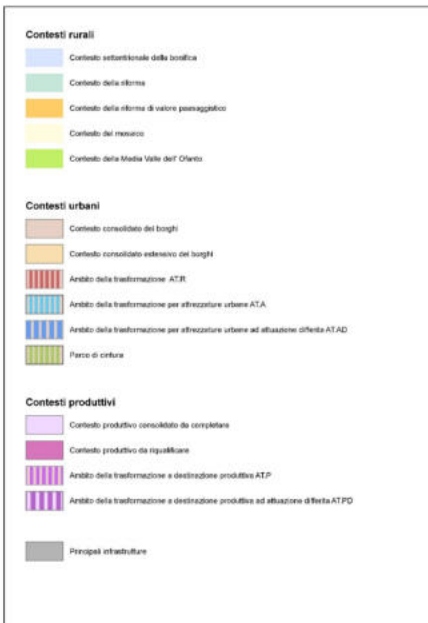 Contesti rurali
Contesto settentrionale della bonifica
Contesto della riforma
Contesto della riforma di valore paesaggistico
Contesto del mosaico
Contesto della Media Valle dell' Ofanto
Contesti urbani
Contesto consolidato dei borghi
Contesto consolidato estensivo dei borghi
Ambito della trasformazione AT.R
Ambito della trasformazione per attrezzature urbane AT.A
Ambito della trasformazione per attrezzature urbane ad attuazione differita AT.AD
Parco di cintura
Contesti produttivi
Contesto produttivo consolidato da completare
Contesto produttivo da riqualificare
Ambito della trasformazione a destinazione produttiva AT.P
Ambito della trasformazione a destinazione produttiva ad attuazione differita AT.PD
Principali infrastrutture